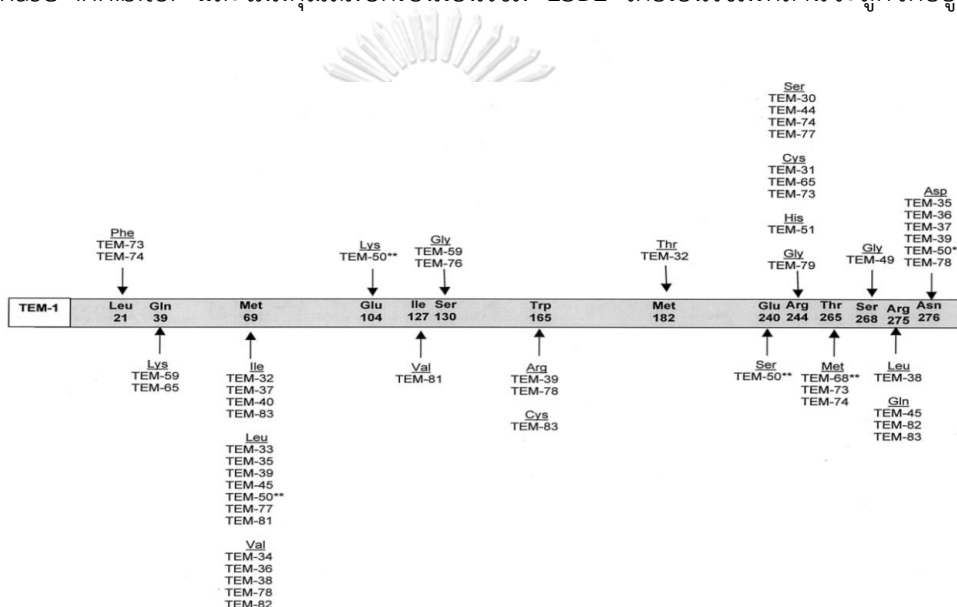 inhibitor และ ESBL
Phe
TEM-73
TEM-74
Lys
TEM-50**
Gly
TEM-59
TEM-76
Thr
TEM-32
Ser
TEM-30
TEM-44
TEM-74
TEM-77
Cys
TEM-31
TEM-65
TEM-73
His
TEM-51
Gly
TEM-79
Gly
TEM-49
Asp
TEM-35
TEM-36
TEM-37
TEM-39
TEM-50*
TEM-78
TEM-1
Leu
21
Gln
39
Met
69
Glu
104
Ile
127
Ser
130
Trp
165
Met
182
Glu
240
Arg
244
Thr
265
Ser
268
Arg
275
Asn
276
Lys
TEM-59
TEM-65
Ile
TEM-32
TEM-37
TEM-40
TEM-83
Leu
TEM-33
TEM-35
TEM-39
TEM-45
TEM-50**
TEM-77
TEM-81
Val
TEM-34
TEM-36
TEM-38
TEM-78
TEM-82
Val
TEM-81
Arg
TEM-39
TEM-78
Cys
TEM-83
Ser
TEM-50**
Met
TEM-68**
TEM-73
TEM-74
Leu
TEM-38
Gln
TEM-45
TEM-82
TEM-83